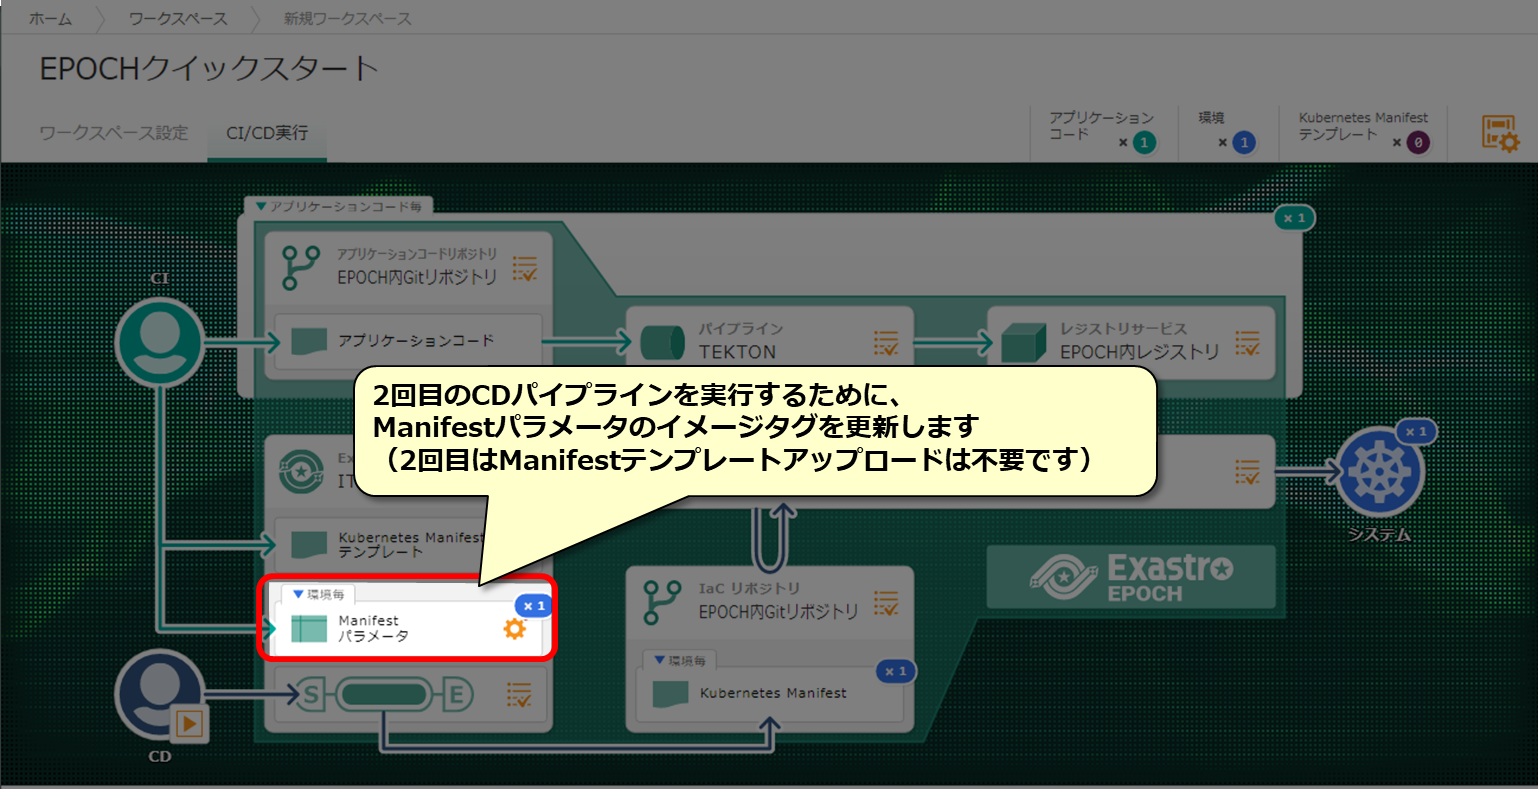 ホーム
ワークスペース
新規ワークスペース
EPOCHクイックスタート
ワークスペース設定
CI/CD実行
アプリケーション
コード
× 1
環境
× 1
Kubernetes Manifest
テンプレート
× 0
▼アプリケーションコード毎
× 1
CI
アプリケーションコードリポジトリ
EPOCH内Gitリポジトリ
アプリケーションコード
パイプライン
TEKTON
レジストリサービス
EPOCH内レジストリ
2回目のCDパイプラインを実行するために、
Manifestパラメータのイメージタグを更新します
（2回目はManifestテンプレートアップロードは不要です）
× 1
システム
Kubernetes Manifest
テンプレート
▼環境毎
× 1
Manifest
パラメータ
IaC リポジトリ
EPOCH内Gitリポジトリ
▼環境毎
× 1
Kubernetes Manifest
Exastro
EPOCH
S
E
CD